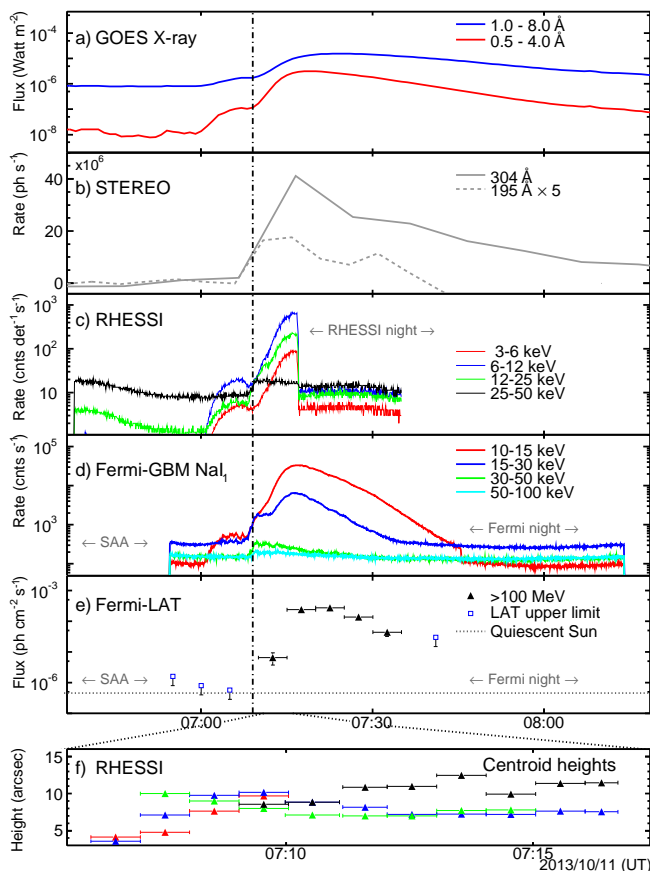 a) GOES X-ray
1.0 - 8.0 Å
0.5 - 4.0 Å
Flux (Watt m⁻²)
10⁻⁴
10⁻⁶
10⁻⁸
x10⁶
b) STEREO
304 Å
195 Å × 5
Rate (ph s⁻¹)
40
20
0
c) RHESSI
← RHESSI night →
3-6 keV
6-12 keV
12-25 keV
25-50 keV
Rate (cnts det⁻¹ s⁻¹)
10³
10²
10
1
d) Fermi-GBM NaI₁
10-15 keV
15-30 keV
30-50 keV
50-100 keV
← SAA →
← Fermi night →
Rate (cnts s⁻¹)
10⁵
10³
e) Fermi-LAT
>100 MeV
LAT upper limit
Quiescent Sun
← SAA →
← Fermi night →
Flux (ph cm⁻² s⁻¹)
10⁻³
10⁻⁶
07:00
07:30
08:00
f) RHESSI
Centroid heights
Height (arcsec)
15
10
5
07:10
07:15
2013/10/11 (UT)